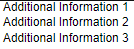 Additional Information 1
Additional Information 2
Additional Information 3